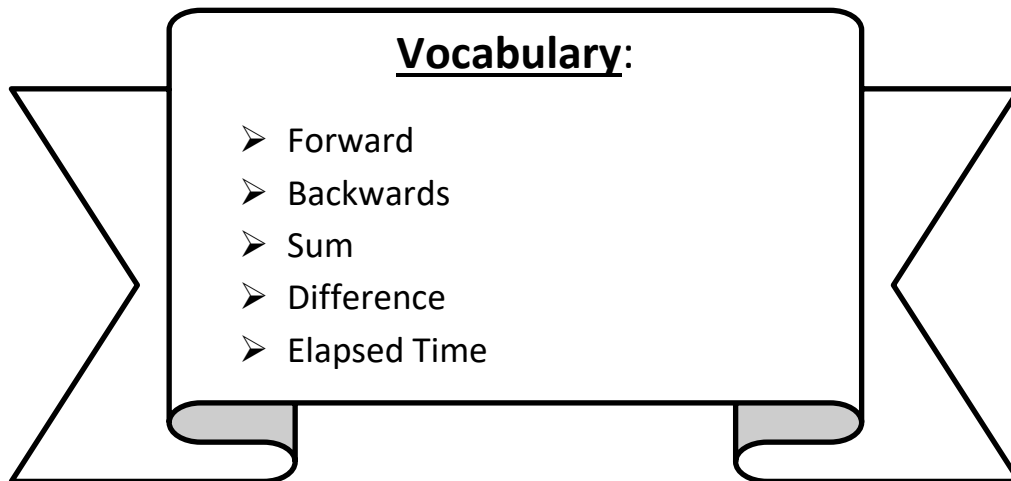 Vocabulary:
➢ Forward
➢ Backwards
➢ Sum
➢ Difference
➢ Elapsed Time